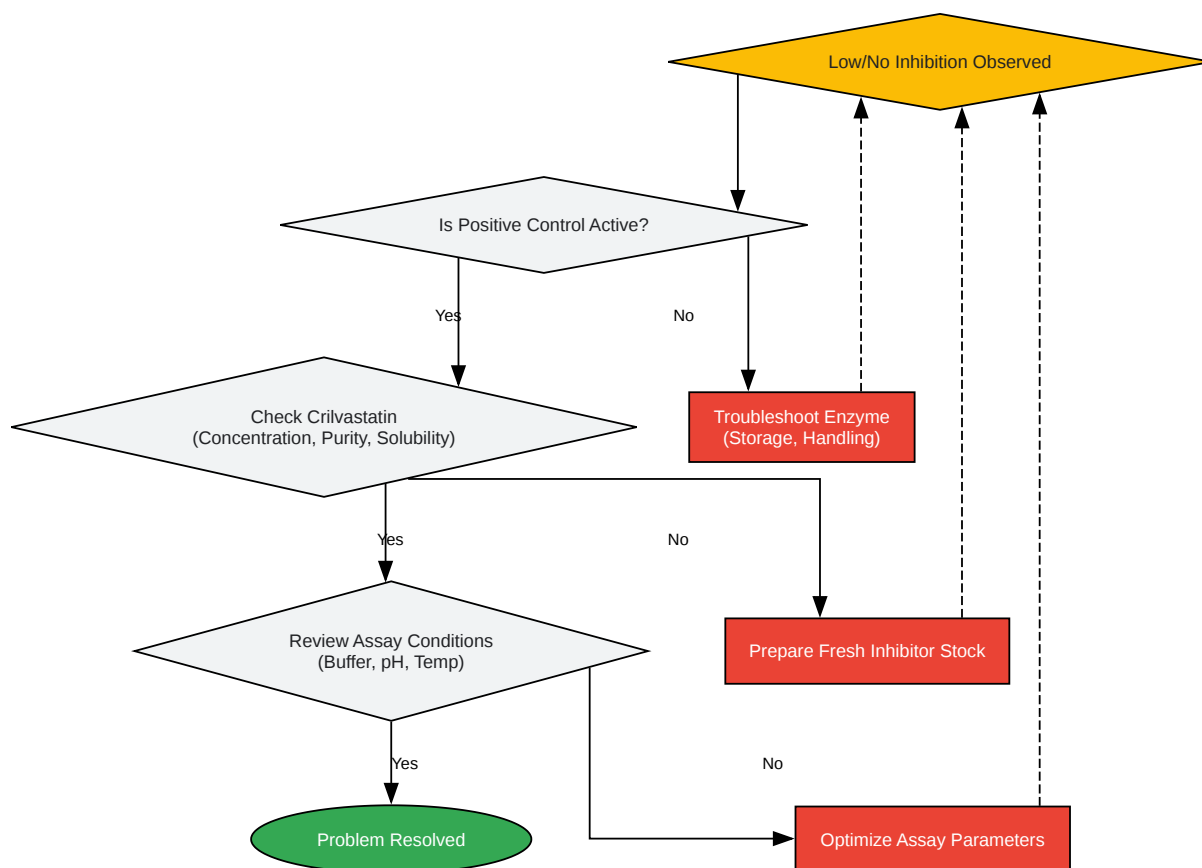 Low/No Inhibition Observed
Is Positive Control Active?
Yes
No
Check Crilvastatin
(Concentration, Purity, Solubility)
Troubleshoot Enzyme
(Storage, Handling)
Yes
No
Review Assay Conditions
(Buffer, pH, Temp)
Prepare Fresh Inhibitor Stock
Yes
No
Problem Resolved
Optimize Assay Parameters